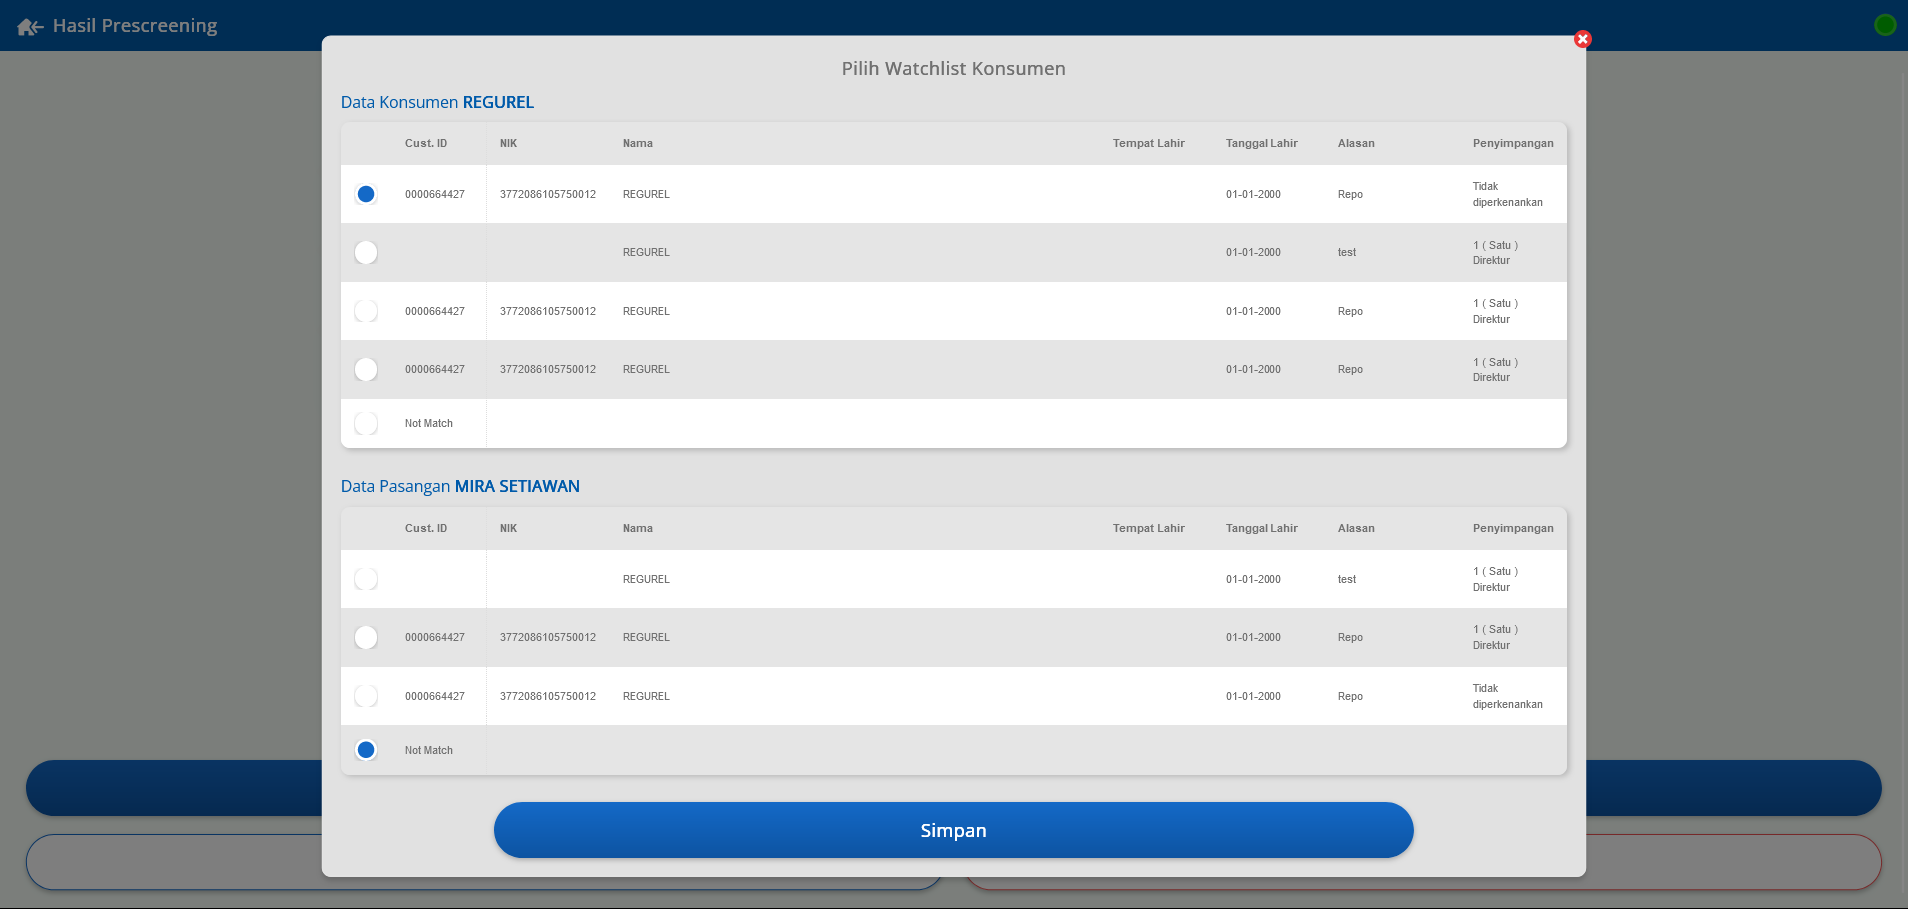 Hasil Prescreening
Pilih Watchlist Konsumen
Data Konsumen REGUREL
Cust. ID NIK Nama Tempat Lahir Tanggal Lahir Alasan Penyimpangan
0000664427 3772086105750012 REGUREL 01-01-2000 Repo Tidak diperkenankan
REGUREL 01-01-2000 test 1 ( Satu ) Direktur
0000664427 3772086105750012 REGUREL 01-01-2000 Repo 1 ( Satu ) Direktur
0000664427 3772086105750012 REGUREL 01-01-2000 Repo 1 ( Satu ) Direktur
Not Match
Data Pasangan MIRA SETIAWAN
Cust. ID NIK Nama Tempat Lahir Tanggal Lahir Alasan Penyimpangan
REGUREL 01-01-2000 test 1 ( Satu ) Direktur
0000664427 3772086105750012 REGUREL 01-01-2000 Repo 1 ( Satu ) Direktur
0000664427 3772086105750012 REGUREL 01-01-2000 Repo Tidak diperkenankan
Not Match
Simpan